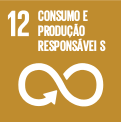 12 CONSUMO E
PRODUÇÃO
RESPONSÁVEI S